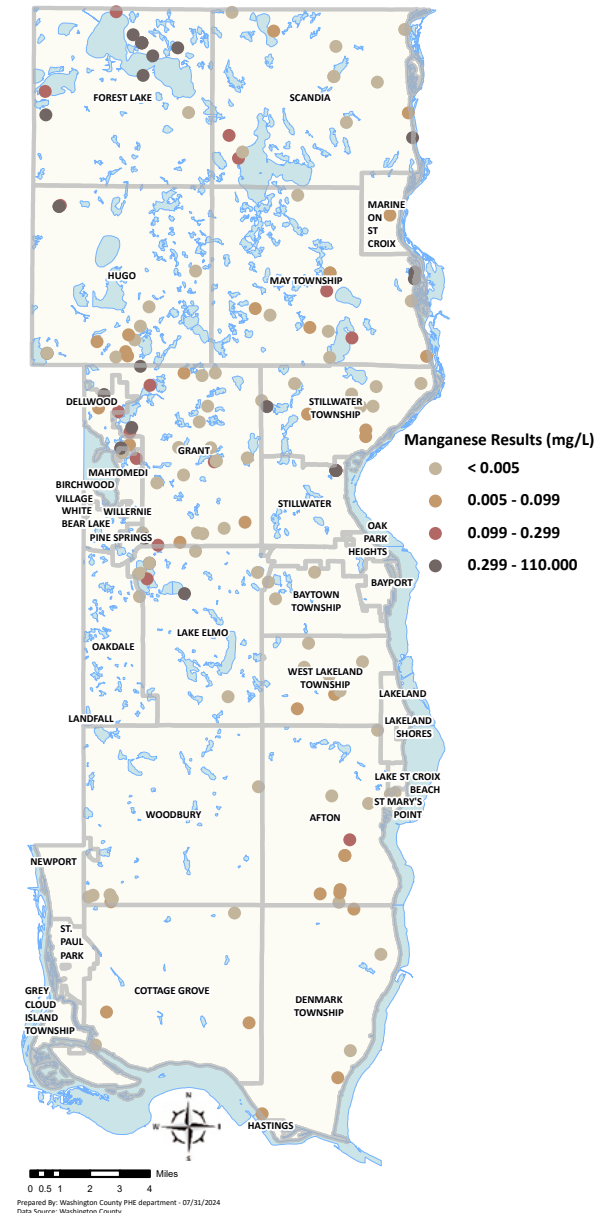 FOREST LAKE
SCANDIA
MARINE
ON
ST
CROIX
HUGO
MAY TOWNSHIP
DELLWOOD
STILLWATER
TOWNSHIP
Manganese Results (mg/L)
< 0.005
0.005 - 0.099
0.099 - 0.299
0.299 - 110.000
GRANT
MAHTOMEDI
BIRCHWOOD
VILLAGE
WHITE
BEAR LAKE
WILLERNIE
PINE SPRINGS
STILLWATER
OAK
PARK
HEIGHTS
BAYPORT
BAYTOWN
TOWNSHIP
LAKE ELMO
OAKDALE
WEST LAKELAND
TOWNSHIP
LAKELAND
LANDFALL
LAKELAND
SHORES
LAKE ST CROIX
BEACH
ST MARY'S
POINT
WOODBURY
AFTON
NEWPORT
ST.
PAUL
PARK
GREY
CLOUD
ISLAND
TOWNSHIP
COTTAGE GROVE
DENMARK
TOWNSHIP
HASTINGS
N
W
S
Miles
0 0.5 1 2 3 4
Prepared By: Washington County PHE department - 07/31/2024
Data Source: Washington County